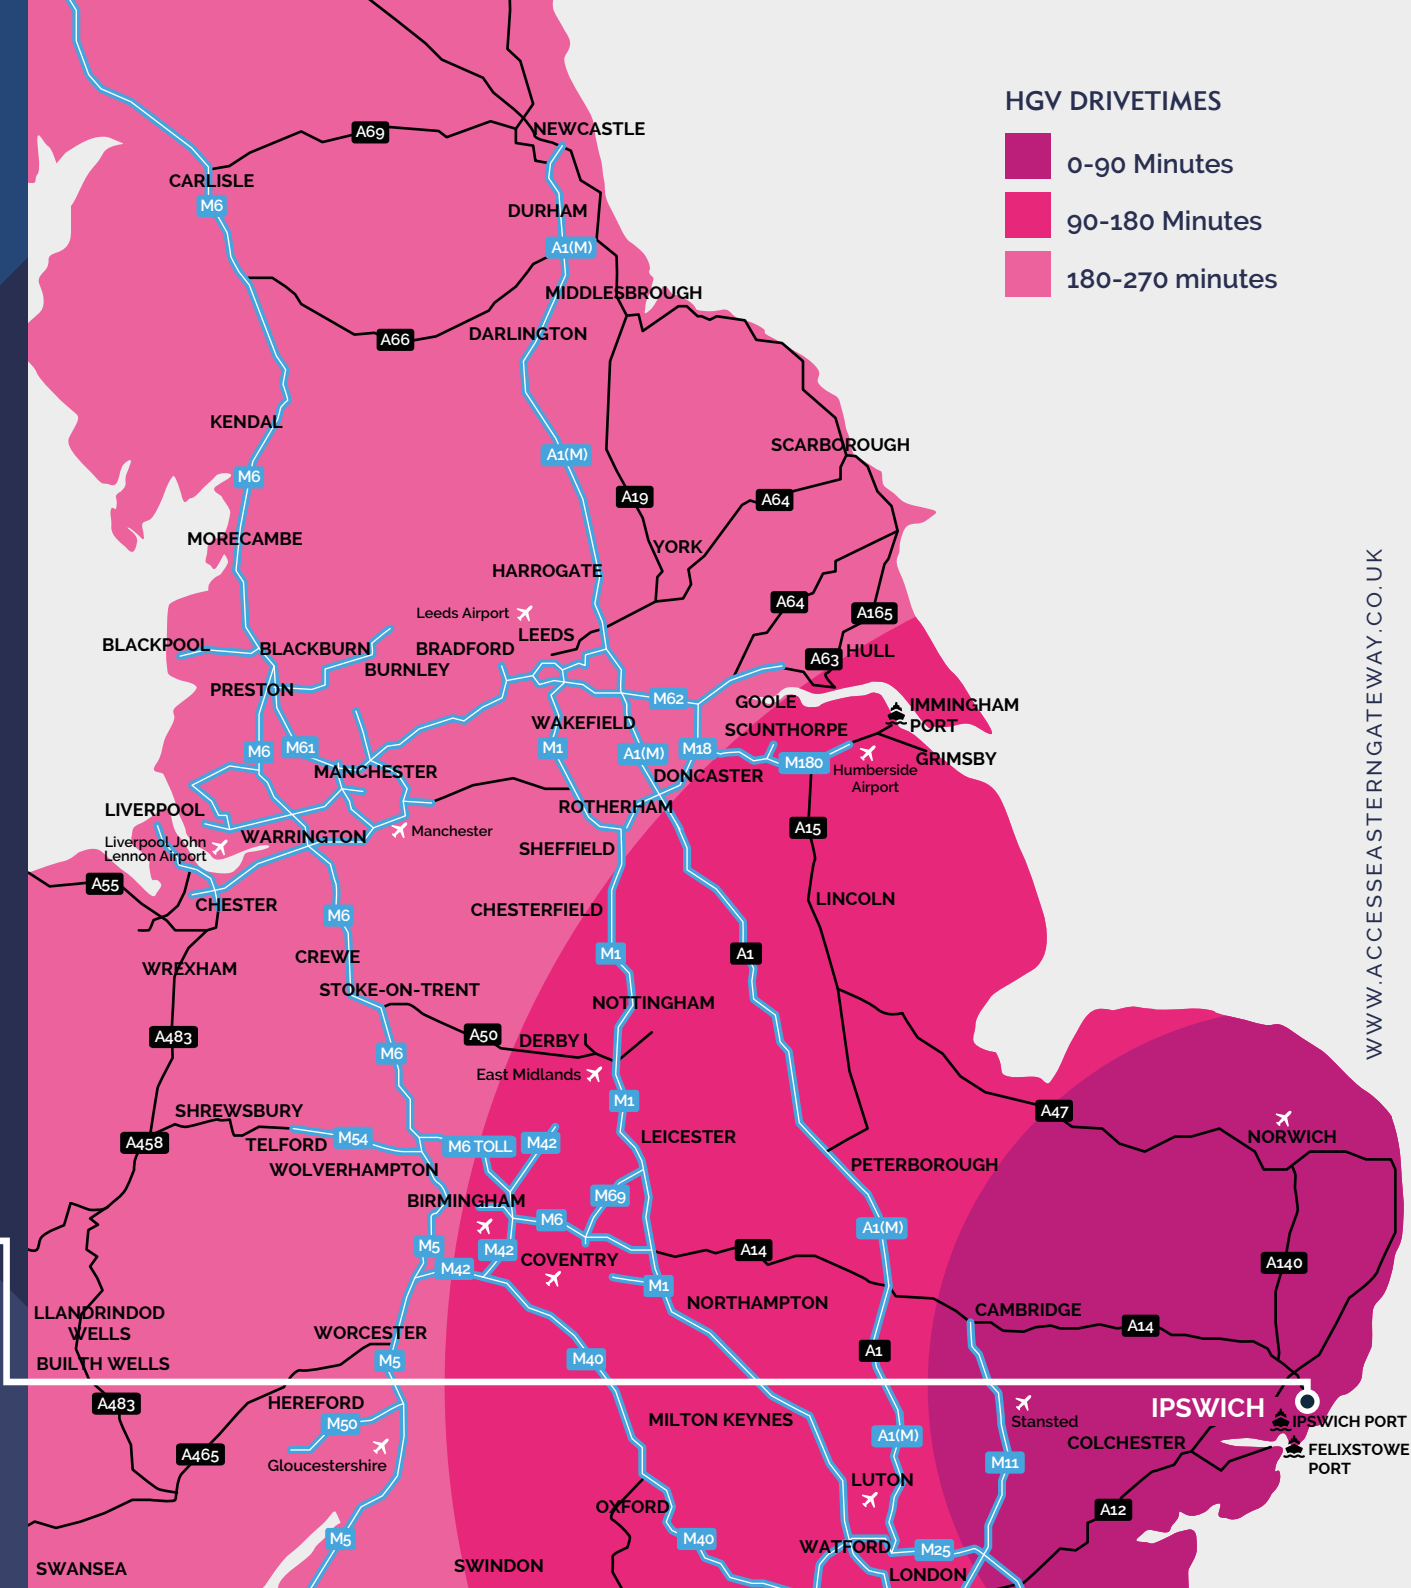 HGV DRIVETIMES
0-90 Minutes
90-180 Minutes
180-270 minutes
WWW.ACCESSEASTERNGATEWAY.CO.UK
A69
NEWCASTLE
CARLISLE
M6
DURHAM
A1(M)
MIDDLESBROUGH
DARLINGTON
A66
KENDAL
SCARBOROUGH
A1(M)
M6
A19
A64
MORECAMBE
YORK
HARROGATE
A64
Leeds Airport
A165
LEEDS
BLACKPOOL
BLACKBURN
BRADFORD
HULL
A63
BURNLEY
PRESTON
M62
GOOLE
IMMINGHAM
PORT
WAKEFIELD
SCUNTHORPE
M6
M61
M1
A1(M)
M18
M180
GRIMSBY
MANCHESTER
DONCASTER
Humberside
Airport
LIVERPOOL
ROTHERHAM
A15
Manchester
WARRINGTON
Liverpool John
Lennon Airport
SHEFFIELD
A55
CHESTER
LINCOLN
CHESTERFIELD
M6
M1
A1
CREWE
WREXHAM
STOKE-ON-TRENT
NOTTINGHAM
A483
A50
DERBY
M6
East Midlands
M1
A47
SHREWSBURY
NORWICH
A458
TELFORD
M54
M6 TOLL
M42
LEICESTER
WOLVERHAMPTON
PETERBOROUGH
BIRMINGHAM
M69
M6
A1(M)
M5
M42
A14
COVENTRY
A140
M42
M1
NORTHAMPTON
CAMBRIDGE
LLANDRINDOD
WELLS
A14
WORCESTER
A1
BUILTH WELLS
M5
M40
A483
HEREFORD
IPSWICH
M50
MILTON KEYNES
Stansted
IPSWICH PORT
A1(M)
COLCHESTER
FELIXSTOWE
PORT
A465
Gloucestershire
M11
LUTON
OXFORD
A12
M5
M40
WATFORD
M25
SWANSEA
SWINDON
LONDON